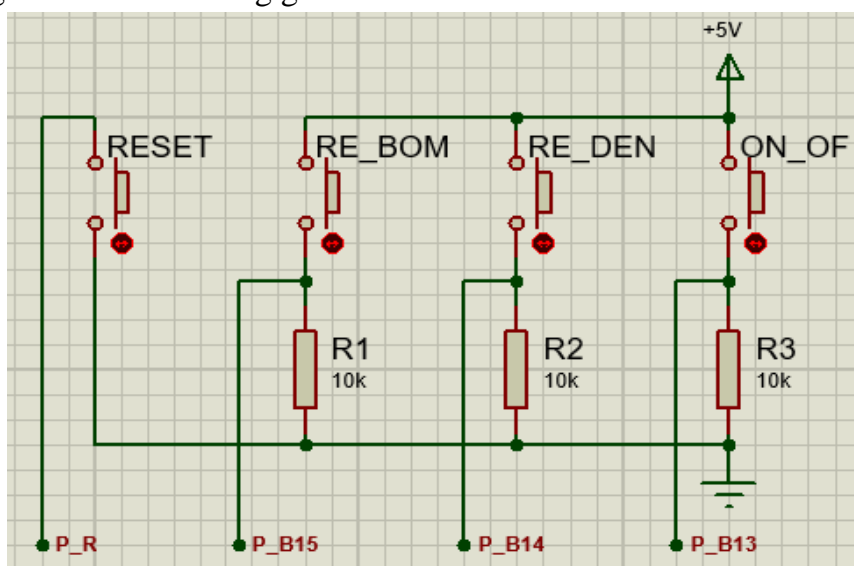 +5V
RESET
RE_BOM
RE_DEN
ON_OF
R1
10k
R2
10k
R3
10k
P_R
P_B15
P_B14
P_B13